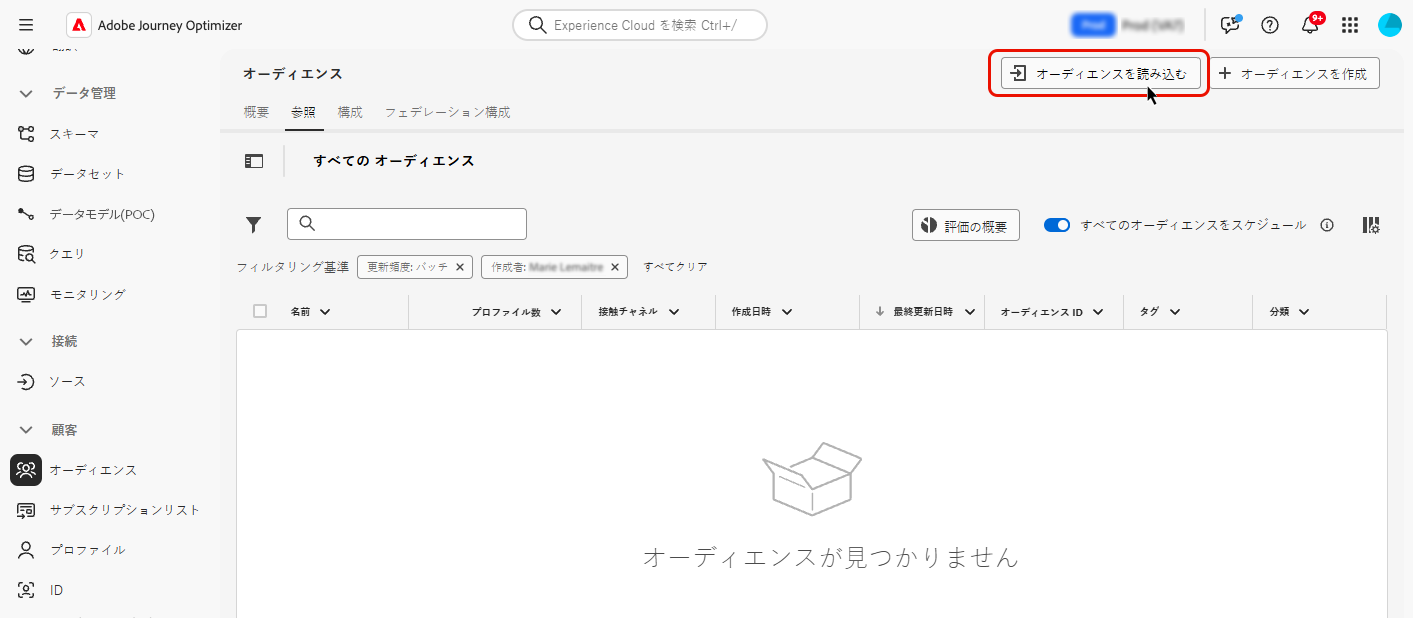 Adobe Journey Optimizer
Experience Cloud を検索 Ctrl+/
9+
データ管理
スキーマ
データセット
データモデル(POC)
クエリ
モニタリング
接続
ソース
顧客
オーディエンス
サブスクリプションリスト
プロファイル
ID
オーディエンス
オーディエンスを読み込む
オーディエンスを作成
概要 参照 構成 フェデレーション構成
すべての オーディエンス
評価の概要 すべてのオーディエンスをスケジュール
フィルタリング基準 更新頻度: バッチ 作成者: Marie Lemaitre すべてクリア
名前 プロファイル数 接触チャネル 作成日時 最終更新日時 オーディエンス ID タグ 分類
オーディエンスが見つかりません